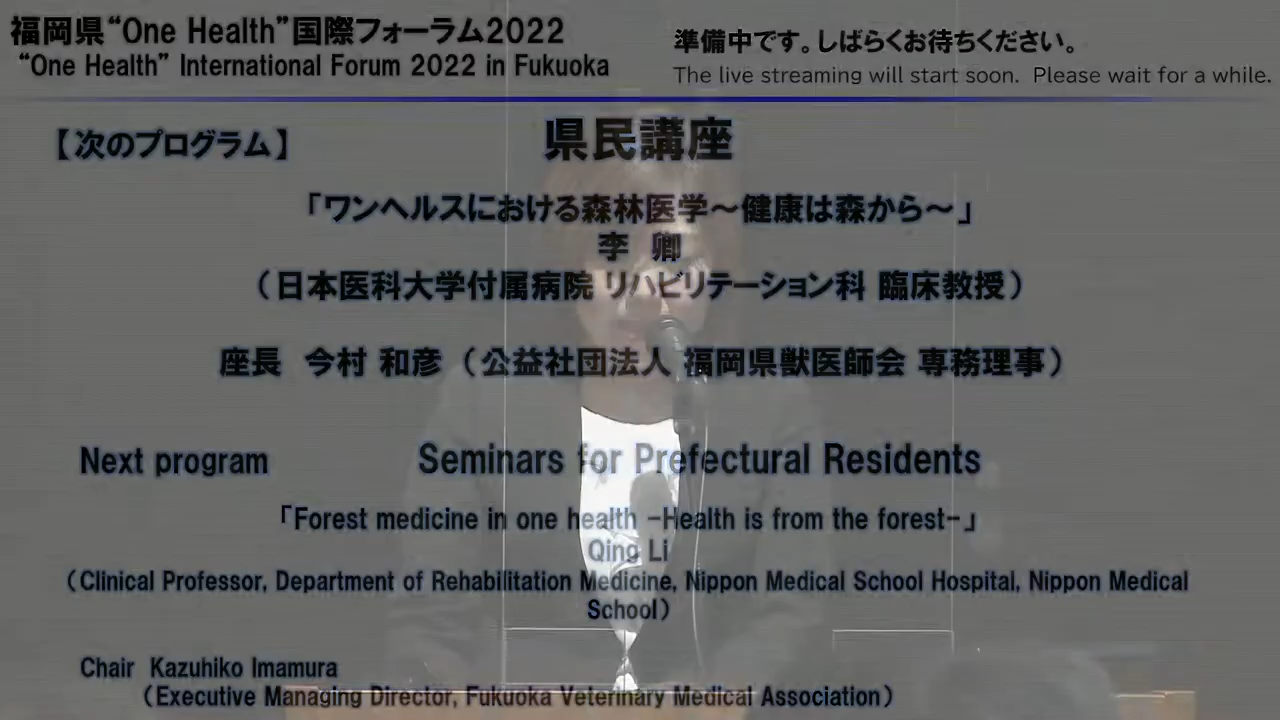 福岡県“One Health”国際フォーラム2022
“One Health” International Forum 2022 in Fukuoka
準備中です。しばらくお待ちください。
The live streaming will start soon. Please wait for a while.
【次のプログラム】
県民講座
「ワンヘルスにおける森林医学～健康は森から～」
李 卿
（日本医科大学付属病院 リハビリテーション科 臨床教授）
座長 今村 和彦（公益社団法人 福岡県獣医師会 専務理事）
Next program
Seminars for Prefectural Residents
「Forest medicine in one health −Health is from the forest−」
Qing Li
（Clinical Professor, Department of Rehabilitation Medicine, Nippon Medical School Hospital, Nippon Medical
School）
Chair Kazuhiko Imamura
（Executive Managing Director, Fukuoka Veterinary Medical Association）